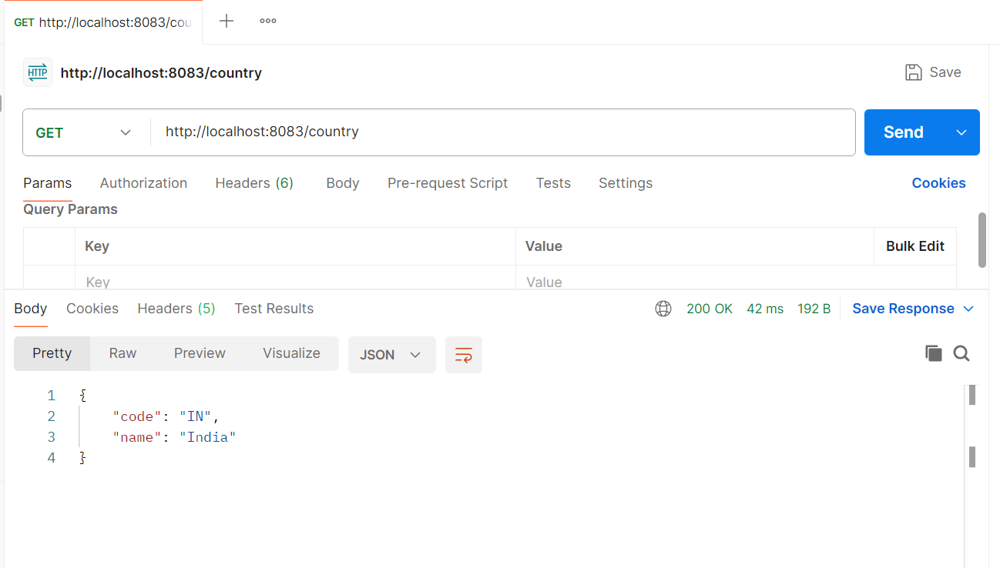 GET http://localhost:8083/cou
HTTP http://localhost:8083/country Save
GET http://localhost:8083/country Send
Params Authorization Headers (6) Body Pre-request Script Tests Settings Cookies
Query Params
Key Value Bulk Edit
Key Value
Body Cookies Headers (5) Test Results 200 OK 42 ms 192 B Save Response
Pretty Raw Preview Visualize JSON
1 {
2 "code": "IN",
3 "name": "India"
4 }